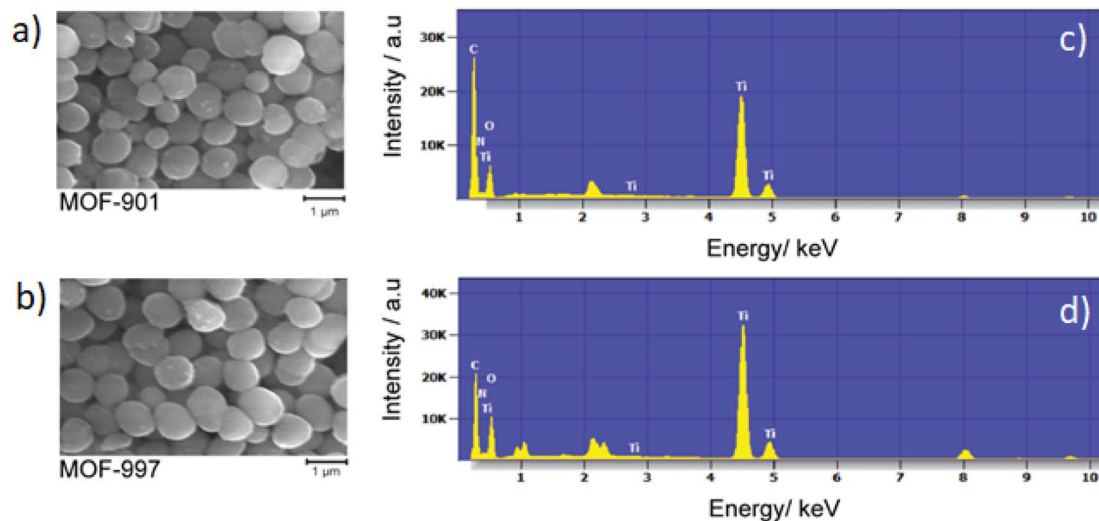 a)
MOF-901
1 µm
c)
Intensity / a.u
30K
20K
10K
C
N
O
Ti
Ti
Ti
Ti
1 2 3 4 5 6 7 8 9 10
Energy/ keV
b)
MOF-997
1 µm
d)
Intensity / a.u
40K
30K
20K
10K
C
N
O
Ti
Ti
Ti
Ti
1 2 3 4 5 6 7 8 9 10
Energy/ keV